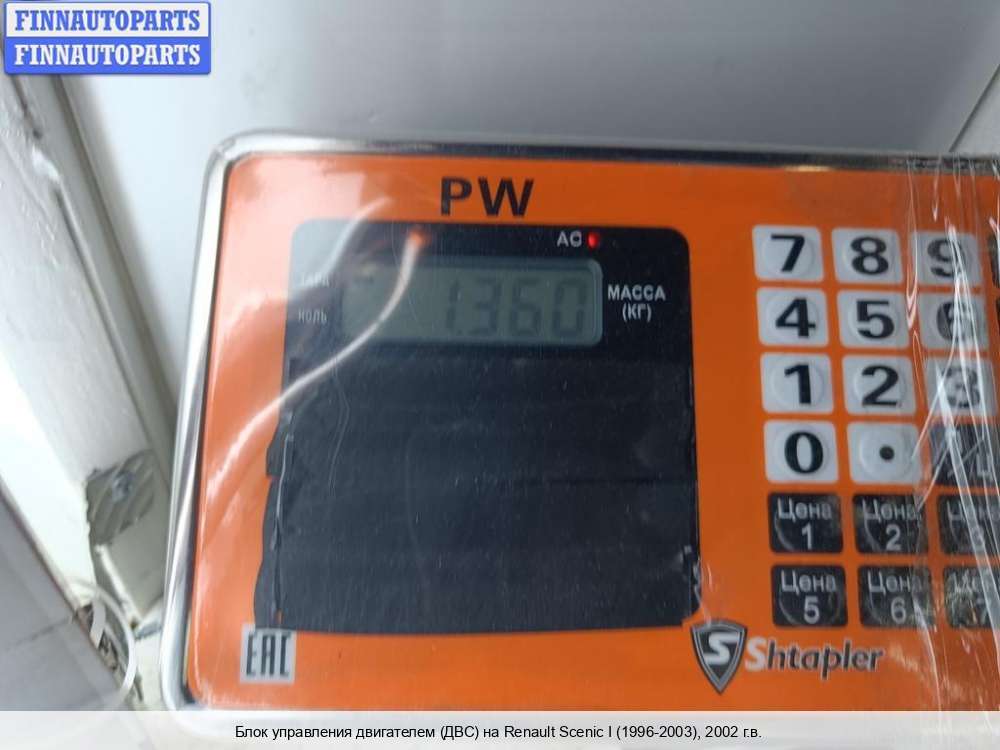 FINNAUTOPARTS
FINNAUTOPARTS
PW
AC
ТАРА
КОЛЬ
1.360
МАССА
(КГ)
7 8 9
4 5 6
1 2 3
0 .
Цена 1
Цена 2
Цена 5
Цена 6
EAC
Shtapler
Блок управления двигателем (ДВС) на Renault Scenic I (1996-2003), 2002 г.в.